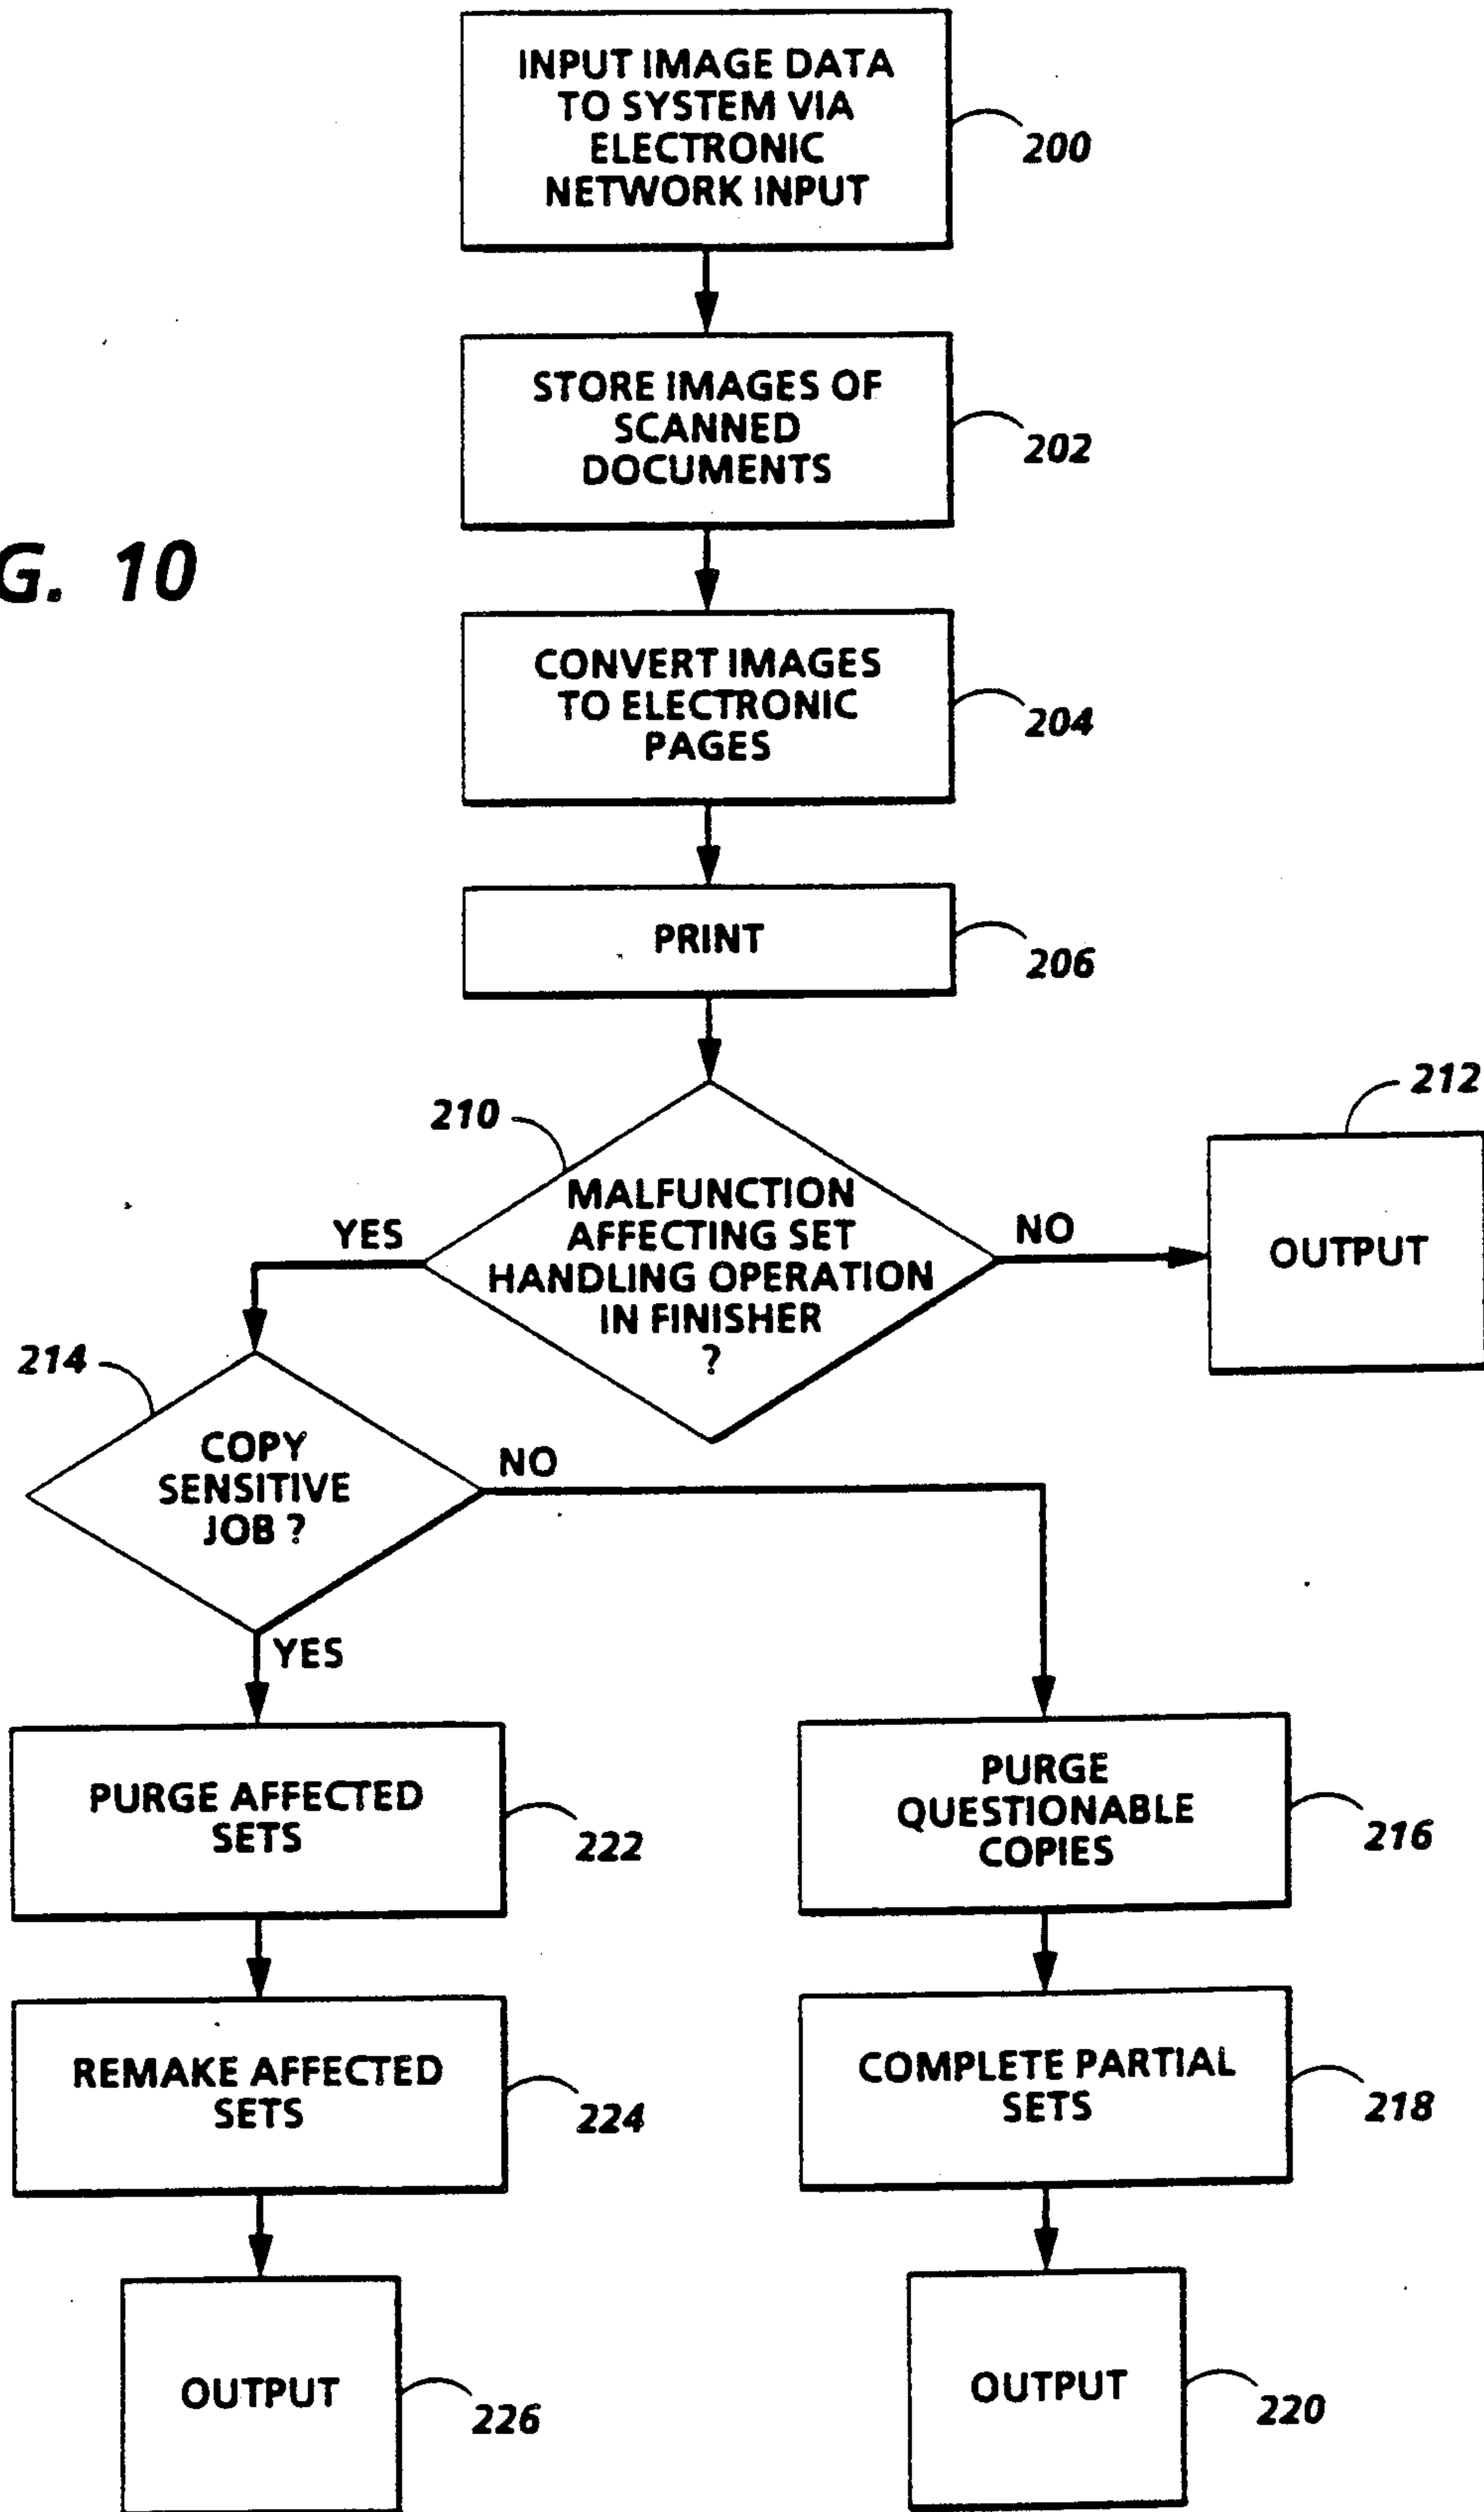 INPUT IMAGE DATA
TO SYSTEM VIA
ELECTRONIC
NETWORK INPUT
200
STORE IMAGES OF
SCANNED
DOCUMENTS
202
G. 10
CONVERT IMAGES
TO ELECTRONIC
PAGES
204
PRINT
206
210
MALFUNCTION
AFFECTING SET
HANDLING OPERATION
IN FINISHER
?
YES
NO
212
OUTPUT
214
COPY
SENSITIVE
JOB ?
NO
YES
PURGE AFFECTED
SETS
222
PURGE
QUESTIONABLE
COPIES
216
REMAKE AFFECTED
SETS
224
COMPLETE PARTIAL
SETS
218
OUTPUT
226
OUTPUT
220